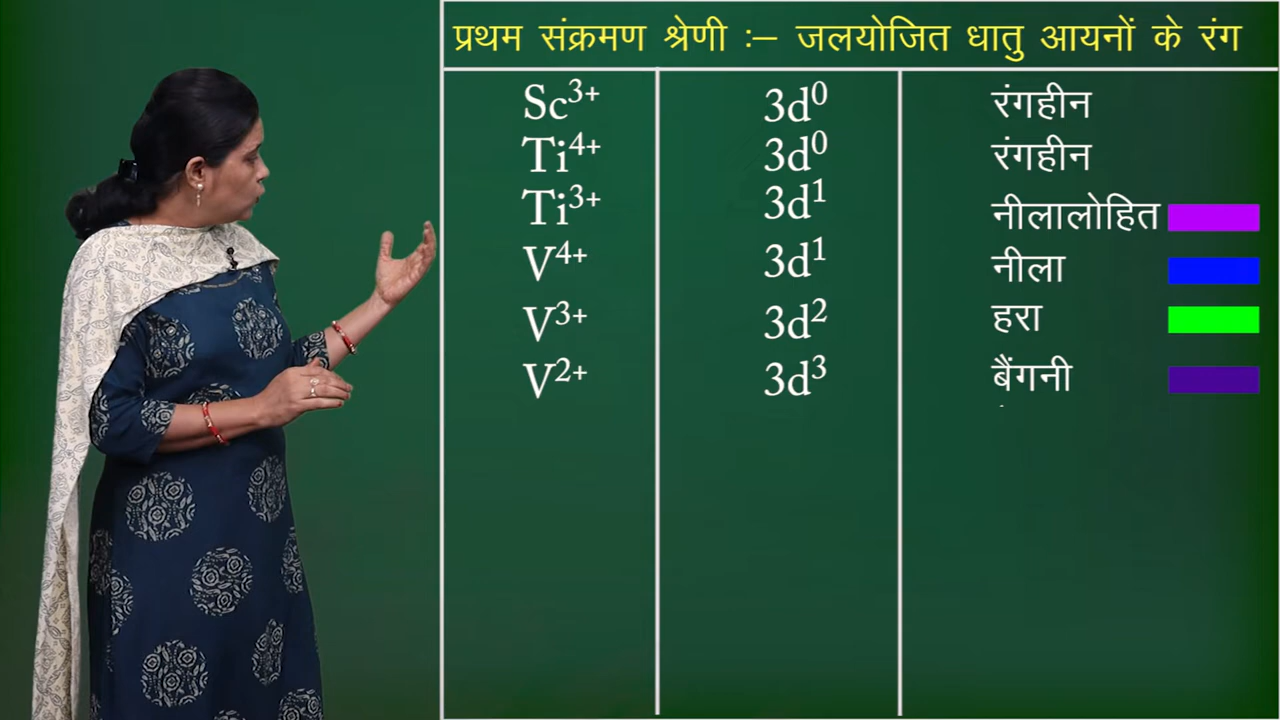 प्रथम संक्रमण श्रेणी :– जलयोजित धातु आयनों के रंग
Sc³⁺ 3d⁰ रंगहीन
Ti⁴⁺ 3d⁰ रंगहीन
Ti³⁺ 3d¹ नीलालोहित
V⁴⁺ 3d¹ नीला
V³⁺ 3d² हरा
V²⁺ 3d³ बैंगनी